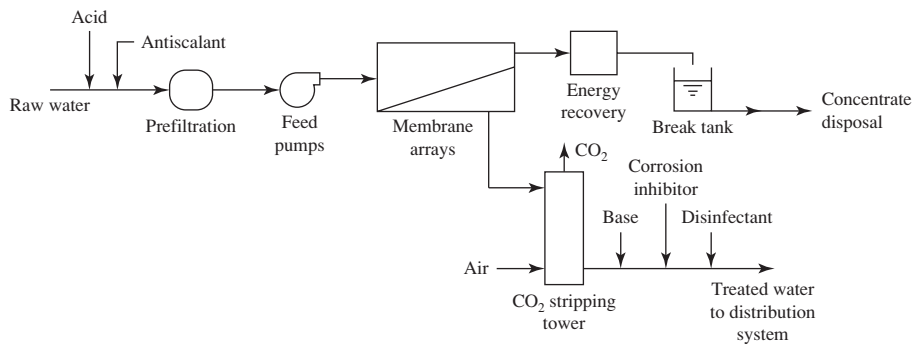 Acid
Antiscalant
Raw water
Prefiltration
Feed
pumps
Membrane
arrays
Energy
recovery
Break tank
Concentrate
disposal
CO2
Corrosion
inhibitor
Base
Disinfectant
Air
CO2 stripping
tower
Treated water
to distribution
system